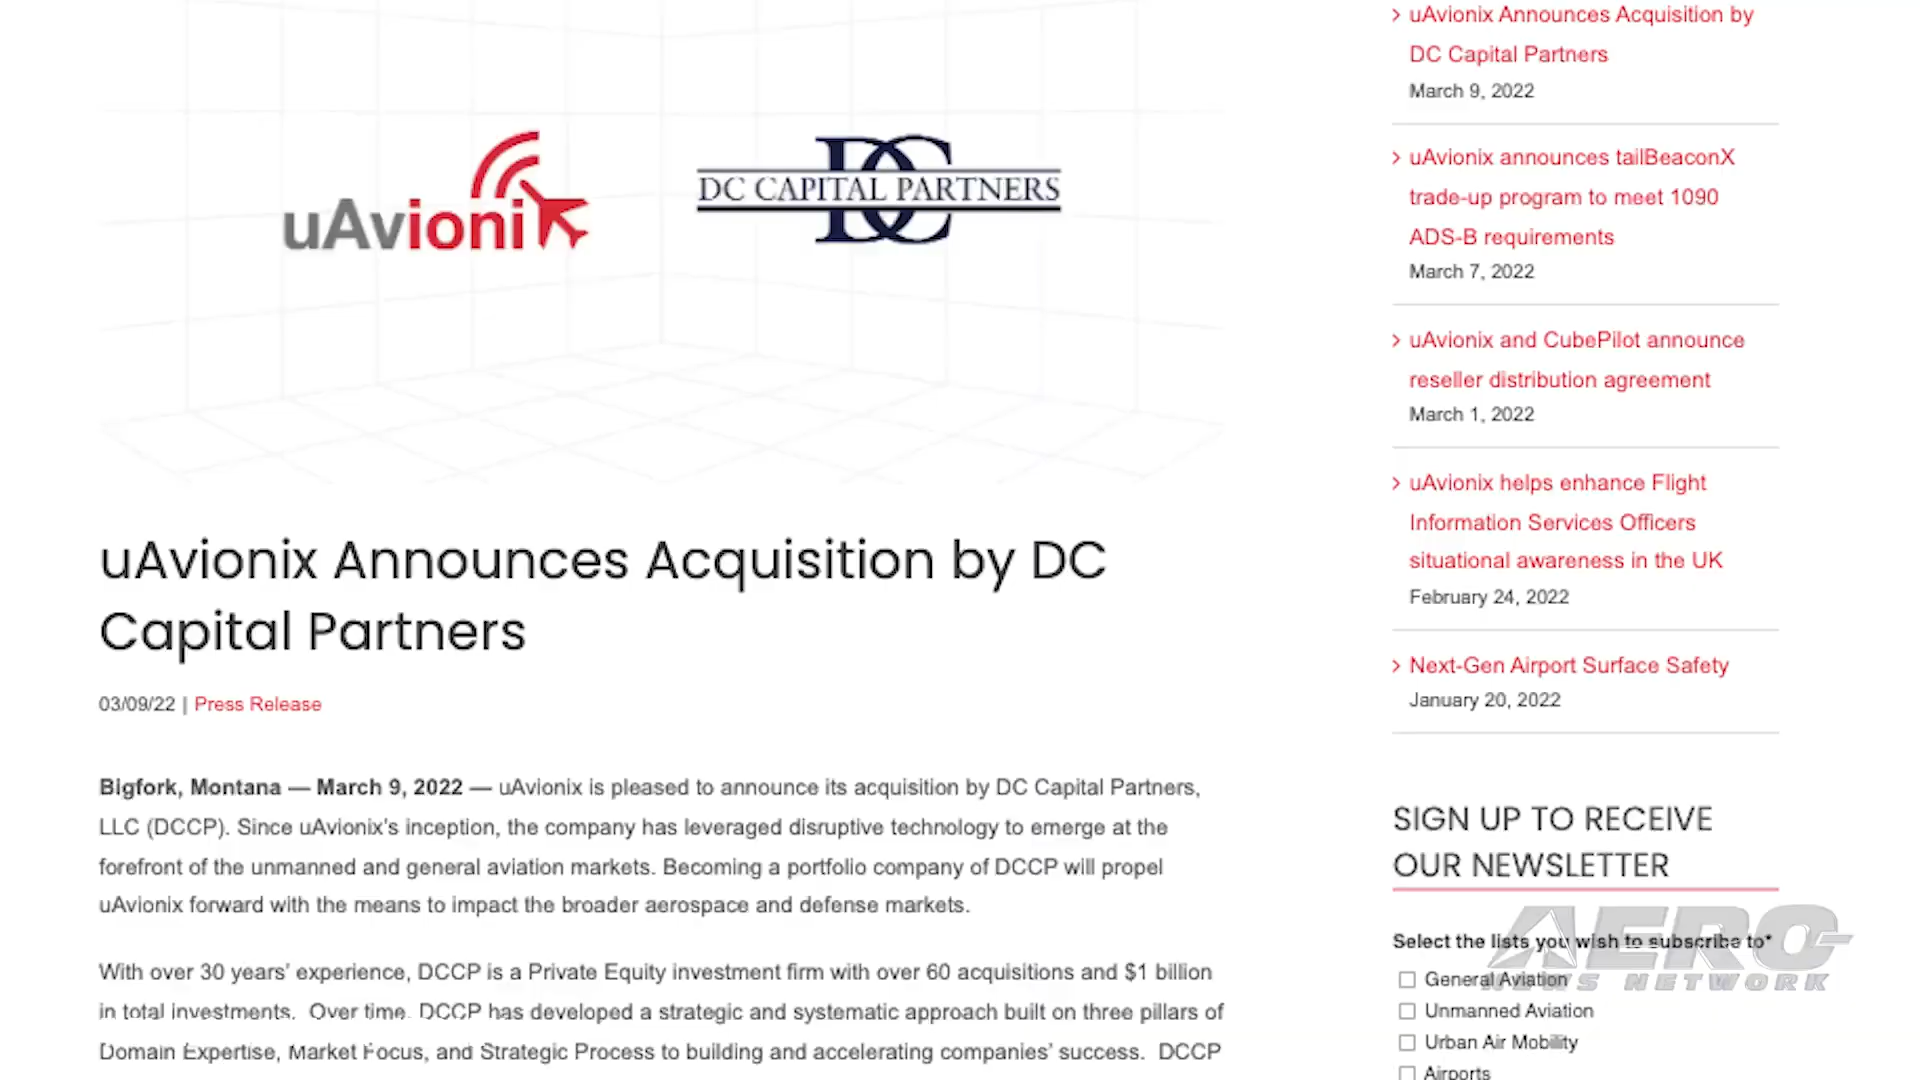 uAvionix
DC CAPITAL PARTNERS
uAvionix Announces Acquisition by DC
Capital Partners
03/09/22 | Press Release
Bigfork, Montana — March 9, 2022 — uAvionix is pleased to announce its acquisition by DC Capital Partners,
LLC (DCCP). Since uAvionix's inception, the company has leveraged disruptive technology to emerge at the
forefront of the unmanned and general aviation markets. Becoming a portfolio company of DCCP will propel
uAvionix forward with the means to impact the broader aerospace and defense markets.
With over 30 years' experience, DCCP is a Private Equity investment firm with over 60 acquisitions and $1 billion
in total investments. Over time, DCCP has developed a strategic and systematic approach built on three pillars of
Domain Expertise, Market Focus, and Strategic Process to building and accelerating companies' success. DCCP
> uAvionix Announces Acquisition by
DC Capital Partners
March 9, 2022
> uAvionix announces tailBeaconX
trade-up program to meet 1090
ADS-B requirements
March 7, 2022
> uAvionix and CubePilot announce
reseller distribution agreement
March 1, 2022
> uAvionix helps enhance Flight
Information Services Officers
situational awareness in the UK
February 24, 2022
> Next-Gen Airport Surface Safety
January 20, 2022
SIGN UP TO RECEIVE
OUR NEWSLETTER
Select the lists you wish to subscribe to*
General Aviation
Unmanned Aviation
Urban Air Mobility
Airports
AERO-
NEWS NETWORK